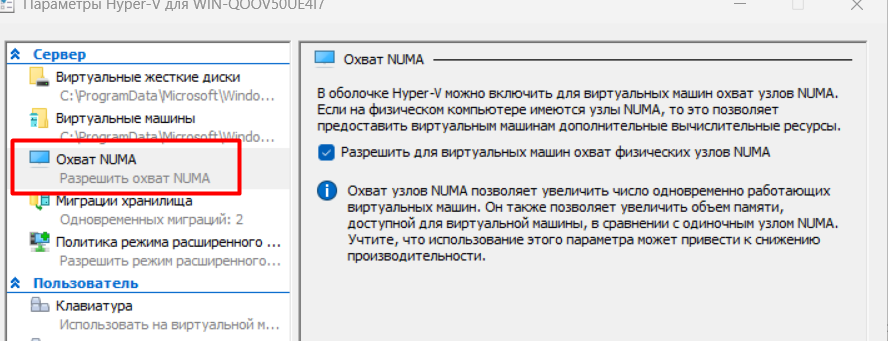 Параметры Hyper-V для WIN-QOOV50UE4I7
Сервер
Виртуальные жесткие диски
C:\ProgramData\Microsoft\Windo...
Виртуальные машины
C:\ProgramData\Microsoft\Windo...
Охват NUMA
Разрешить охват NUMA
Миграции хранилища
Одновременных миграций: 2
Политика режима расширенного ...
Разрешить режим расширенного...
Пользователь
Клавиатура
Использовать на виртуальной м...
Охват NUMA
В оболочке Hyper-V можно включить для виртуальных машин охват узлов NUMA.
Если на физическом компьютере имеются узлы NUMA, то это позволяет
предоставить виртуальным машинам дополнительные вычислительные ресурсы.
Разрешить для виртуальных машин охват физических узлов NUMA
Охват узлов NUMA позволяет увеличить число одновременно работающих
виртуальных машин. Он также позволяет увеличить объем памяти,
доступной для виртуальной машины, в сравнении с одиночным узлом NUMA.
Учтите, что использование этого параметра может привести к снижению
производительности.